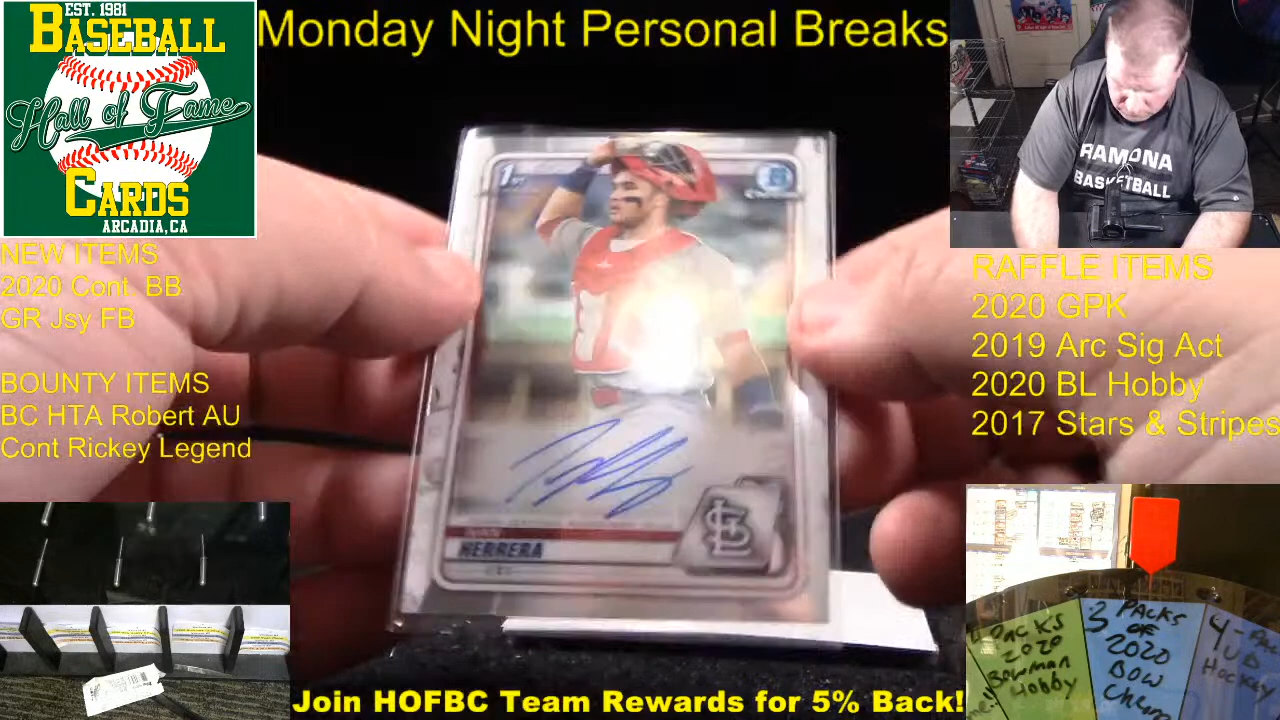 EST. 1981
BASEBALL
Hall of Fame
CARDS
ARCADIA, CA
Monday Night Personal Breaks
NEW ITEMS
2020 Cont. BB
GR Jsy FB
BOUNTY ITEMS
BC HTA Robert AU
Cont Rickey Legend
1ST
HERRERA
RAMONA
BASKETBALL
RAFFLE ITEMS
2020 GPK
2019 Arc Sig Act
2020 BL Hobby
2017 Stars & Stripes
PACKS
2020
BOWMAN
HOBBY
3 PACKS
OF
2020
BOW
Chrome
4-
UD
HOCKEY
Join HOFBC Team Rewards for 5% Back!